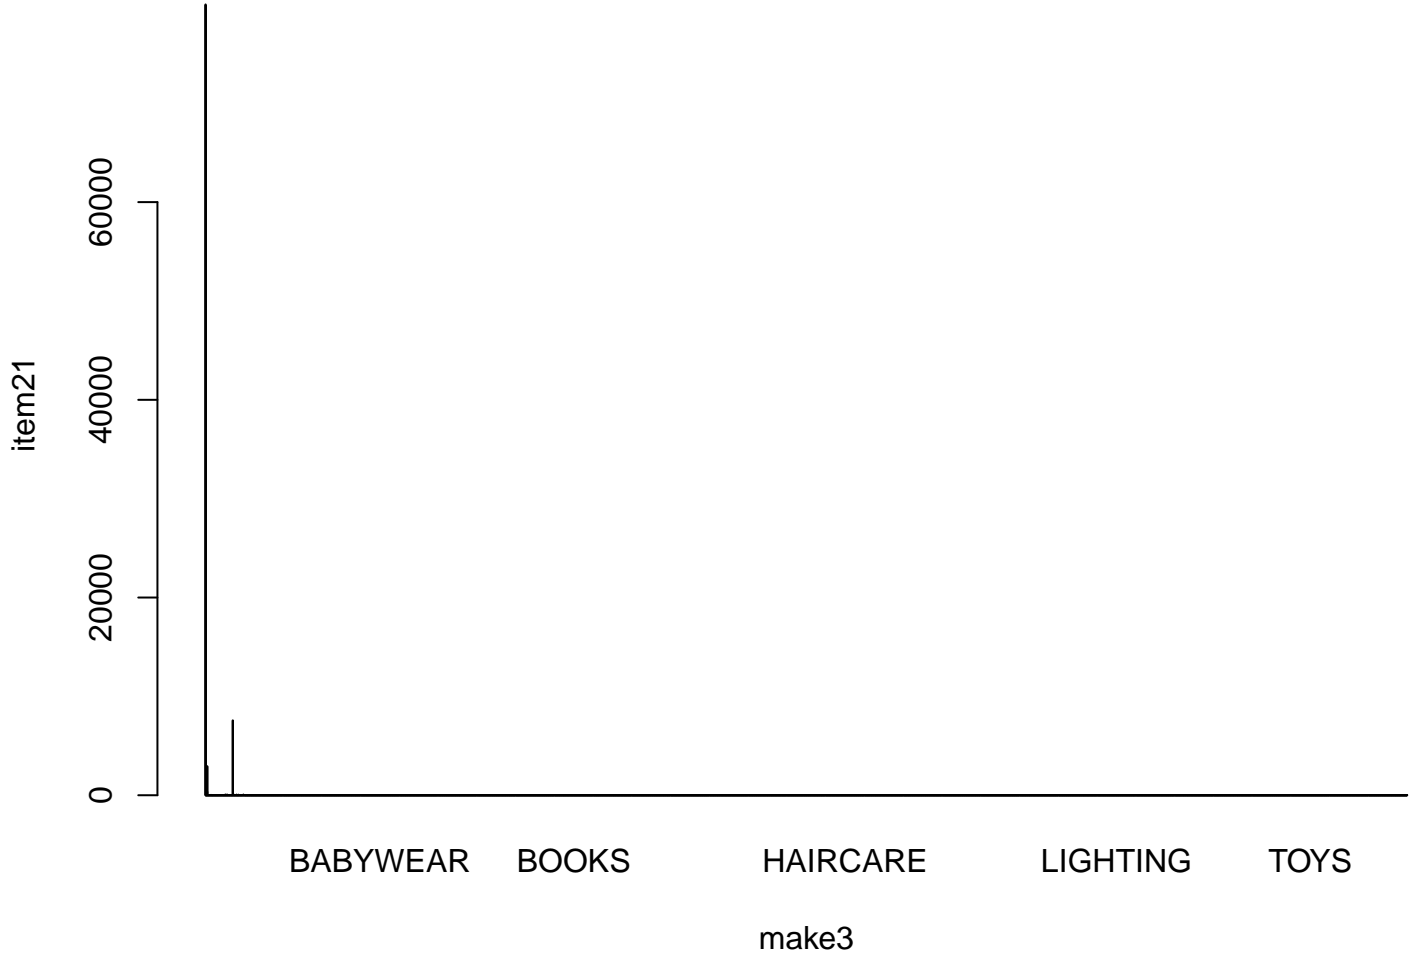 item21
60000
40000
20000
0
BABYWEAR BOOKS HAIRCARE LIGHTING TOYS
make3